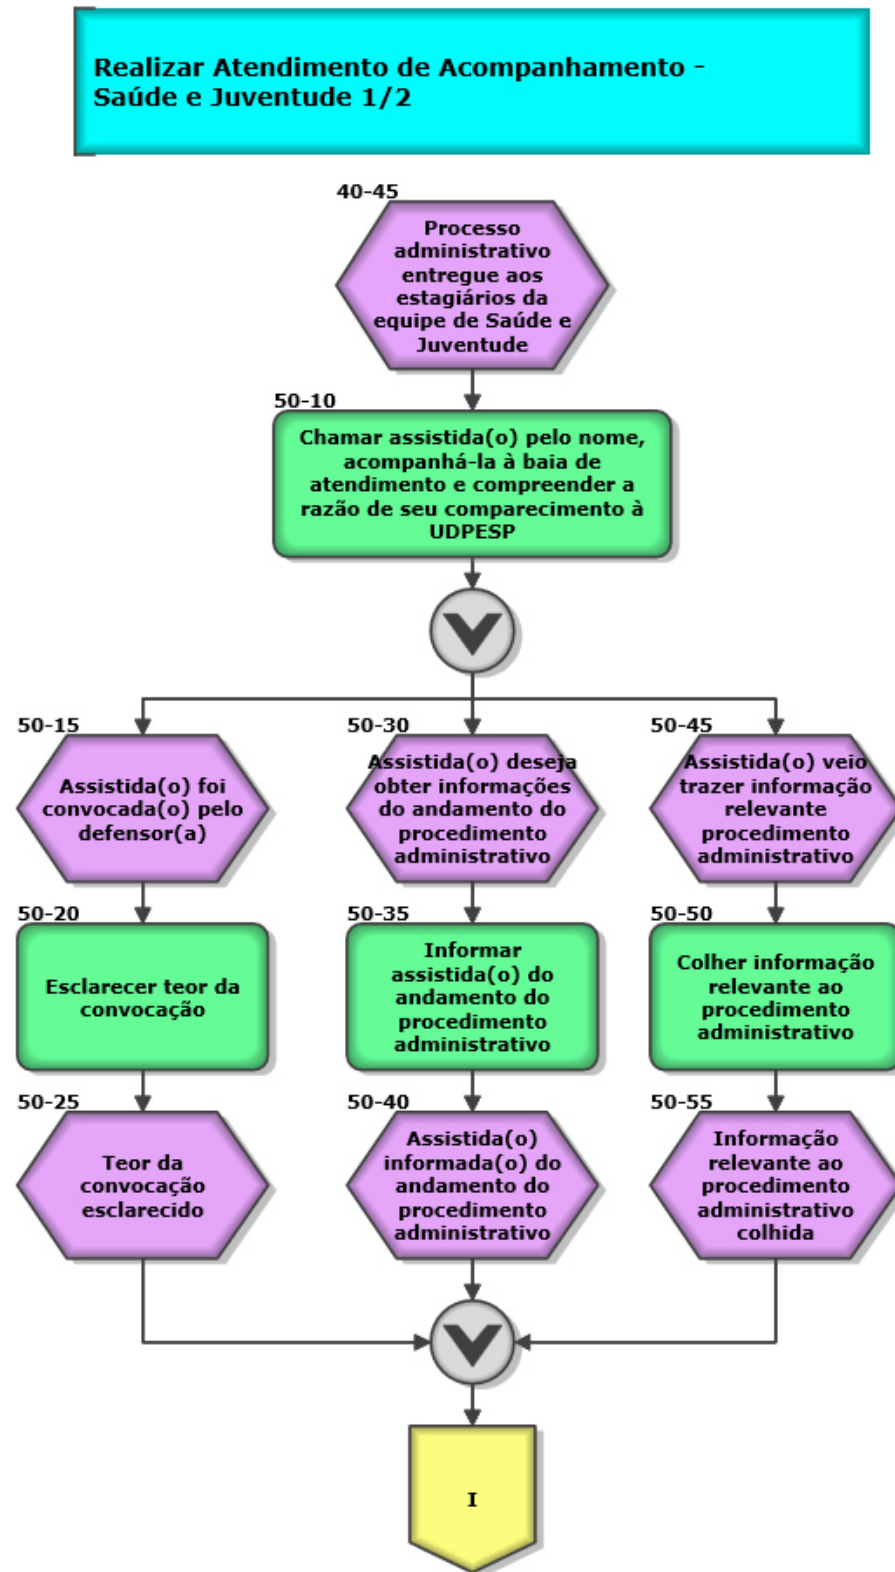 Realizar Atendimento de Acompanhamento -
Saúde e Juventude 1/2
40-45
Processo
administrativo
entregue aos
estagiários da
equipe de Saúde e
Juventude
50-10
Chamar assistida(o) pelo nome,
acompanhá-la à baia de
atendimento e compreender a
razão de seu comparecimento à
UDPESP
50-15
Assistida(o) foi
convocada(o) pelo
defensor(a)
50-30
Assistida(o) deseja
obter informações
do andamento do
procedimento
administrativo
50-45
Assistida(o) veio
trazer informação
relevante
procedimento
administrativo
50-20
Esclarecer teor da
convocação
50-35
Informar
assistida(o) do
andamento do
procedimento
administrativo
50-50
Colher informação
relevante ao
procedimento
administrativo
50-25
Teor da
convocação
esclarecido
50-40
Assistida(o)
informada(o) do
andamento do
procedimento
administrativo
50-55
Informação
relevante ao
procedimento
administrativo
colhida
I